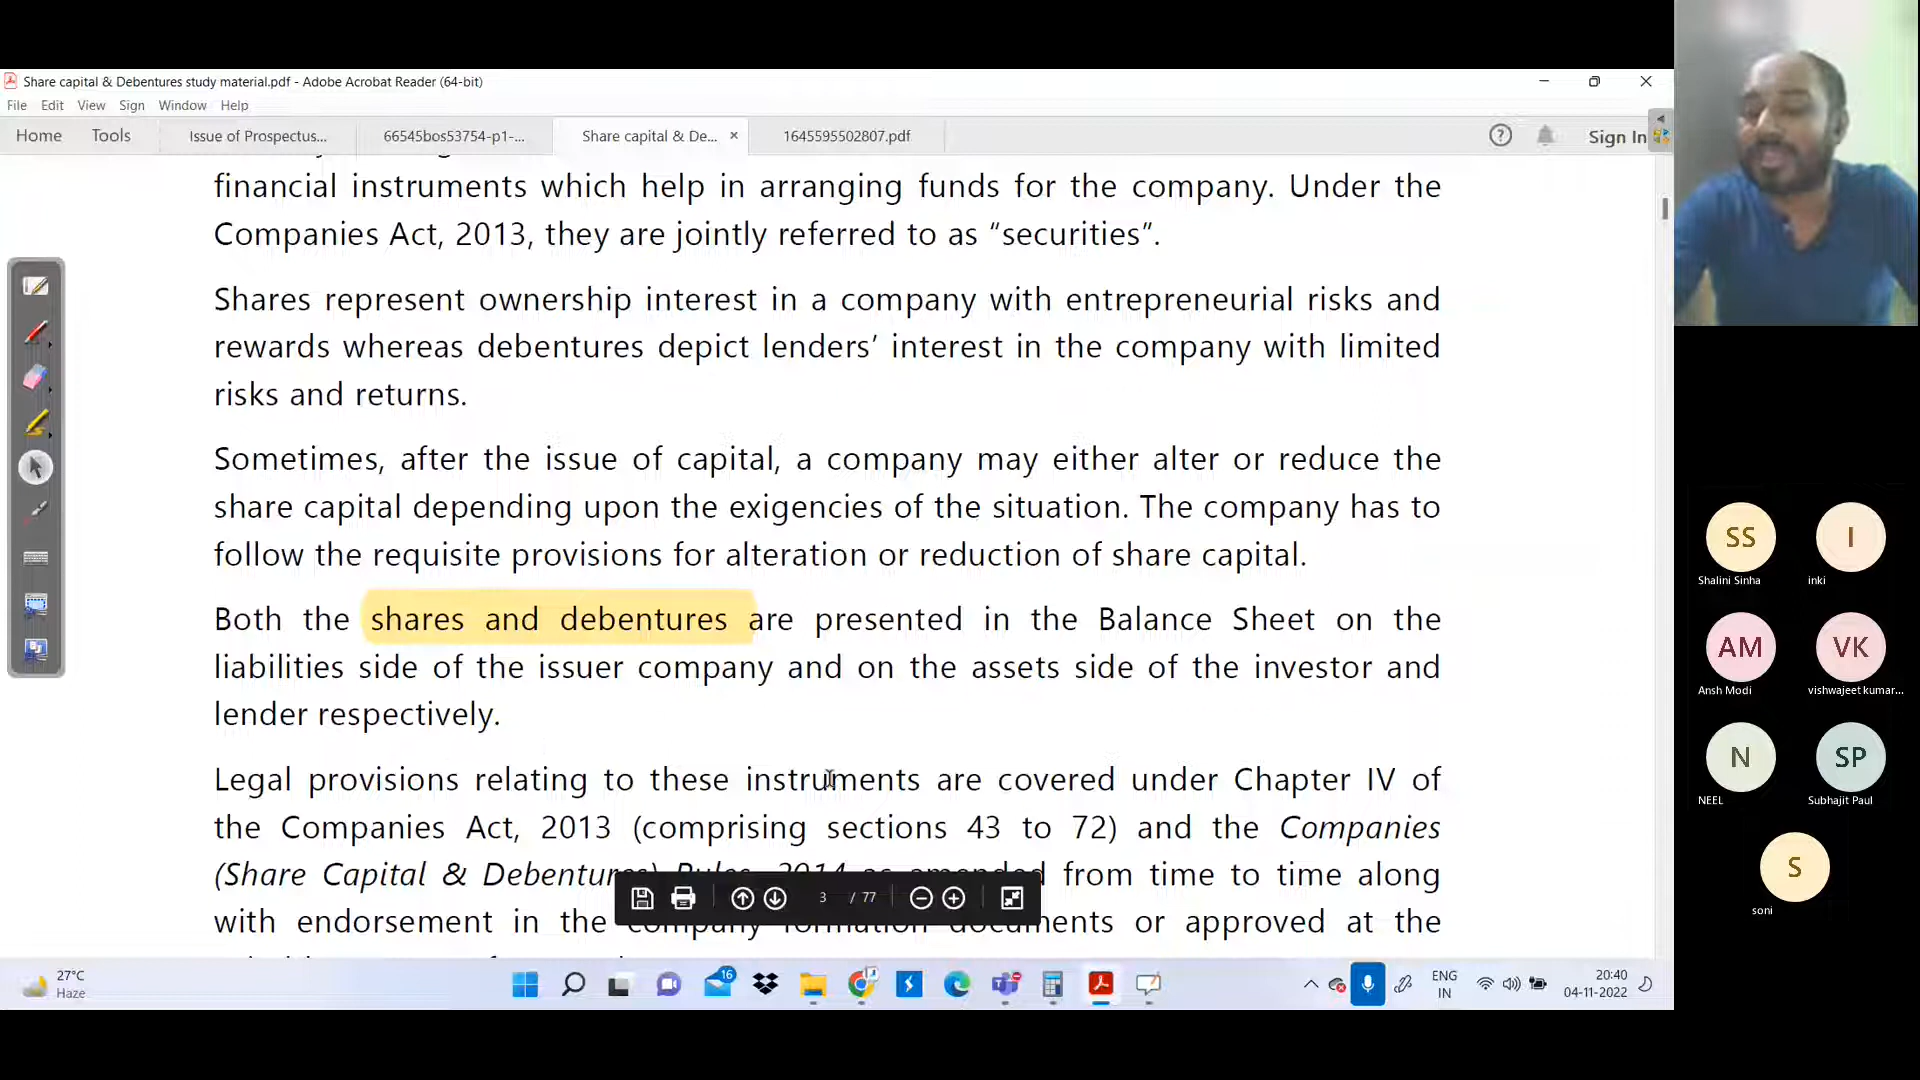 Share capital & Debentures study material.pdf - Adobe Acrobat Reader (64-bit)
File Edit View Sign Window Help
Home Tools Issue of Prospectus... 66545bos53754-p1-... Share capital & De... × 1645595502807.pdf Sign In
financial instruments which help in arranging funds for the company. Under the
Companies Act, 2013, they are jointly referred to as “securities”.
Shares represent ownership interest in a company with entrepreneurial risks and
rewards whereas debentures depict lenders’ interest in the company with limited
risks and returns.
Sometimes, after the issue of capital, a company may either alter or reduce the
share capital depending upon the exigencies of the situation. The company has to
follow the requisite provisions for alteration or reduction of share capital.
Both the shares and debentures are presented in the Balance Sheet on the
liabilities side of the issuer company and on the assets side of the investor and
lender respectively.
Legal provisions relating to these instruments are covered under Chapter IV of
the Companies Act, 2013 (comprising sections 43 to 72) and the Companies
(Share Capital & Debentures) Rules, 2014 as amended from time to time along
with endorsement in the company formation documents or approved at the
3 / 77
27°C
Haze
16
ENG
IN
20:40
04-11-2022
SS
Shalini Sinha
I
inki
AM
Ansh Modi
VK
vishwajeet kumar...
N
NEEL
SP
Subhajit Paul
S
soni